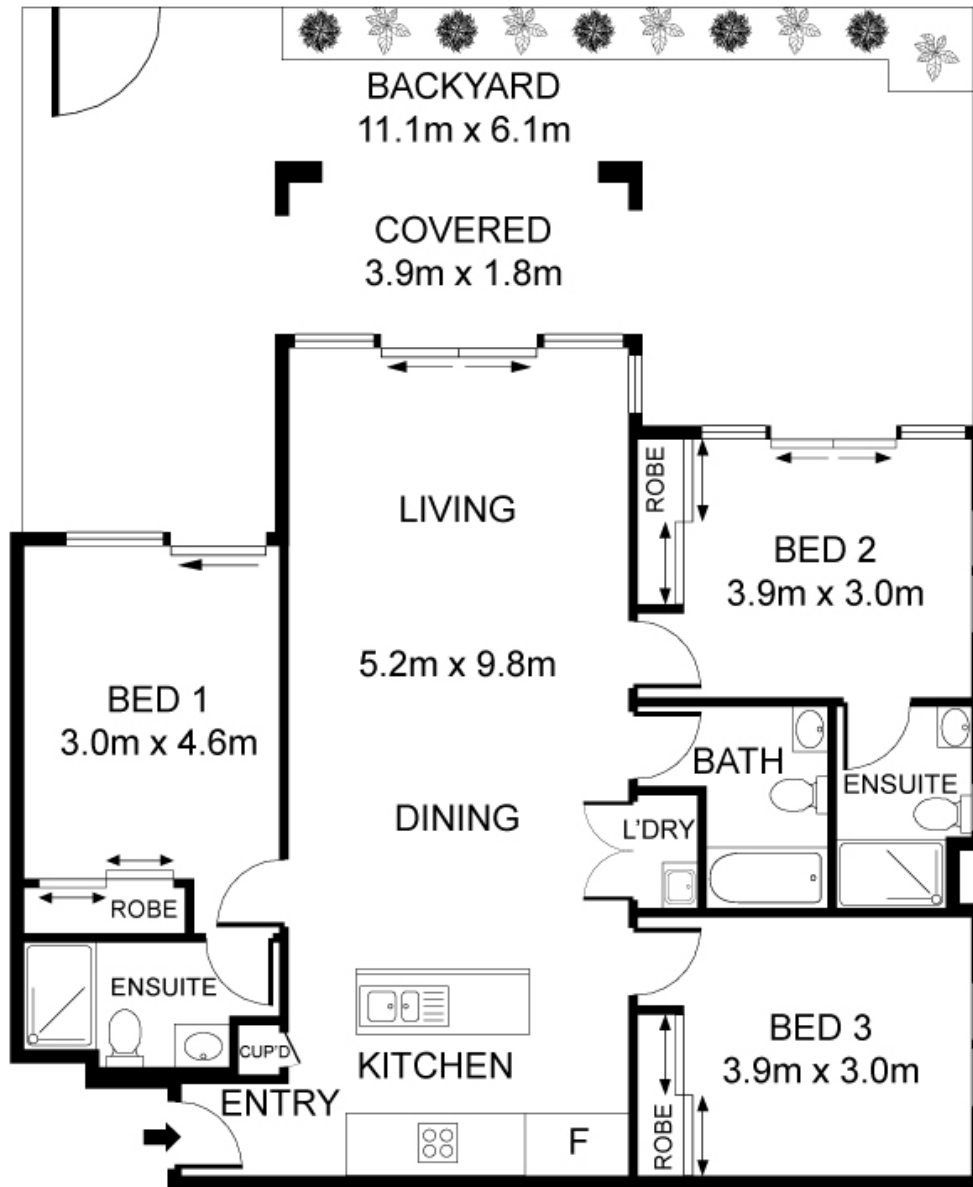 BACKYARD
11.1m x 6.1m
COVERED
3.9m x 1.8m
LIVING
5.2m x 9.8m
DINING
ROBE
BED 2
3.9m x 3.0m
BED 1
3.0m x 4.6m
ROBE
BATH
ENSUITE
L'DRY
ENSUITE
CUP'D
KITCHEN
ENTRY
F
BED 3
3.9m x 3.0m
ROBE